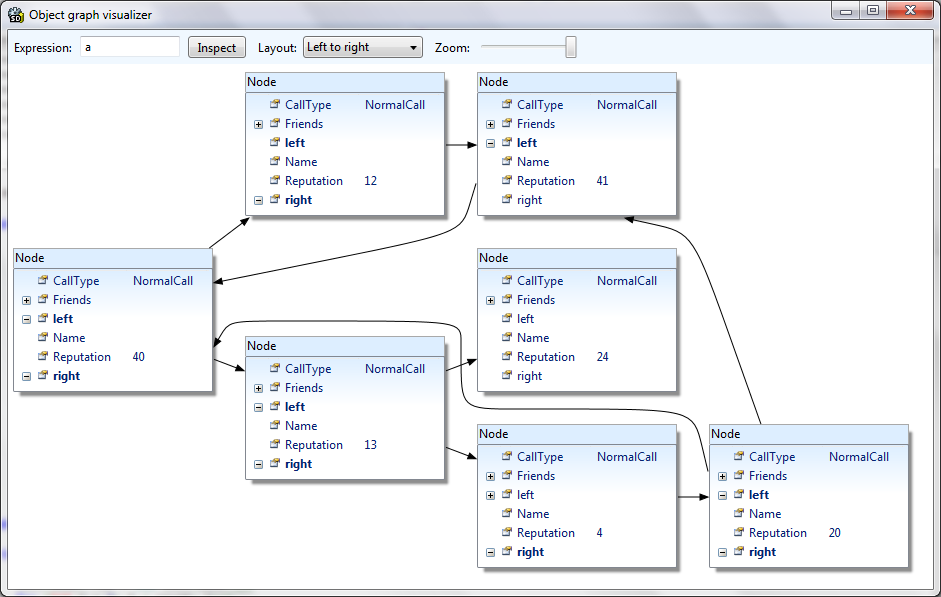 Object graph visualizer
Expression: a Inspect Layout: Left to right Zoom:
Node
CallType NormalCall
Friends
left
Name
Reputation 12
right
Node
CallType NormalCall
Friends
left
Name
Reputation 41
right
Node
CallType NormalCall
Friends
left
Name
Reputation 40
right
Node
CallType NormalCall
Friends
left
Name
Reputation 24
right
Node
CallType NormalCall
Friends
left
Name
Reputation 13
right
Node
CallType NormalCall
Friends
left
Name
Reputation 4
right
Node
CallType NormalCall
Friends
left
Name
Reputation 20
right